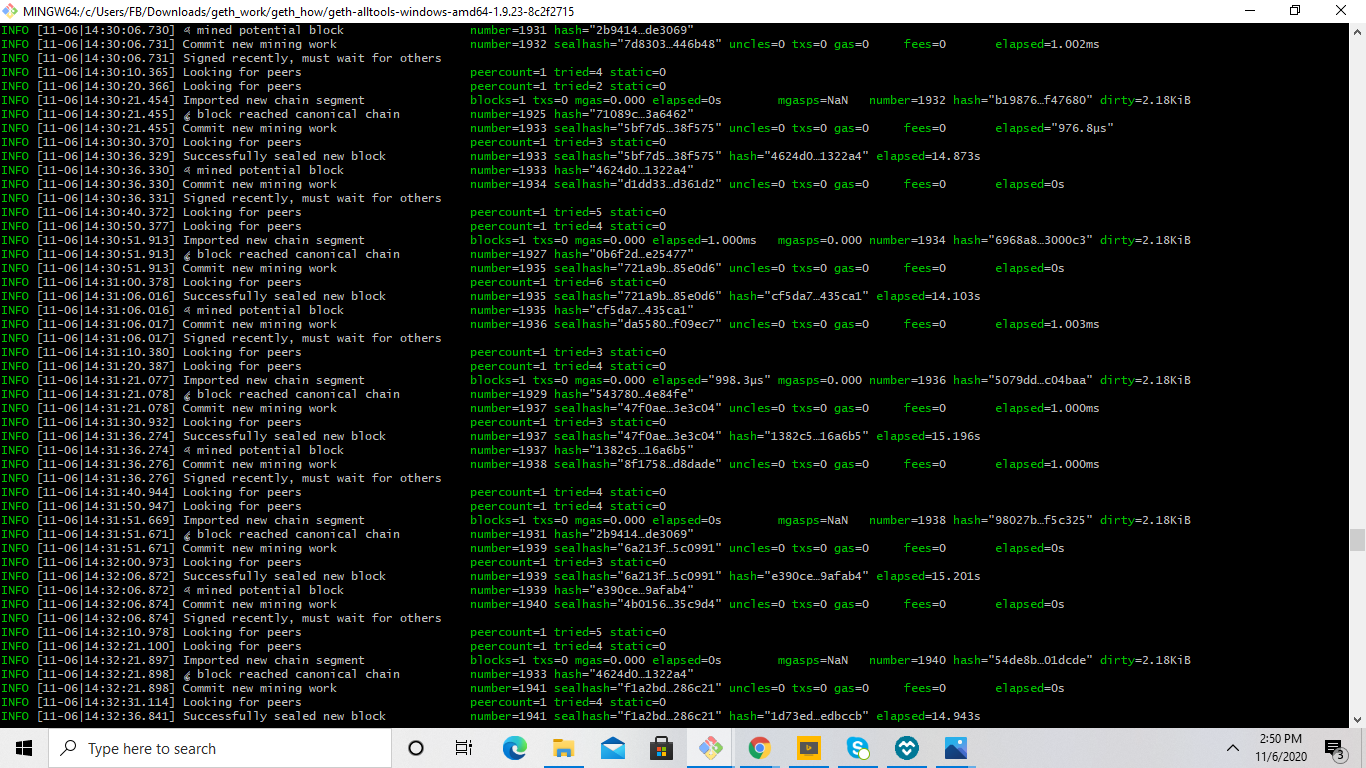 MINGW64:/c/Users/FB/Downloads/geth_work/geth_how/geth-alltools-windows-amd64-1.9.23-8c2f2715
INFO [11-06|14:30:06.730] mined potential block number=1931 hash="2b9414…de3069"
INFO [11-06|14:30:06.731] Commit new mining work number=1932 sealhash="7d8303…446b48" uncles=0 txs=0 gas=0 fees=0 elapsed=1.002ms
INFO [11-06|14:30:06.731] Signed recently, must wait for others
INFO [11-06|14:30:10.365] Looking for peers peercount=1 tried=4 static=0
INFO [11-06|14:30:20.366] Looking for peers peercount=1 tried=2 static=0
INFO [11-06|14:30:21.454] Imported new chain segment blocks=1 txs=0 mgas=0.000 elapsed=0s mgasps=NaN number=1932 hash="b19876…f47680" dirty=2.18KiB
INFO [11-06|14:30:21.455] block reached canonical chain number=1925 hash="71089c…3a6462"
INFO [11-06|14:30:21.455] Commit new mining work number=1933 sealhash="5bf7d5…38f575" uncles=0 txs=0 gas=0 fees=0 elapsed="976.8µs"
INFO [11-06|14:30:30.370] Looking for peers peercount=1 tried=3 static=0
INFO [11-06|14:30:36.329] Successfully sealed new block number=1933 sealhash="5bf7d5…38f575" hash="4624d0…1322a4" elapsed=14.873s
INFO [11-06|14:30:36.330] mined potential block number=1933 hash="4624d0…1322a4"
INFO [11-06|14:30:36.330] Commit new mining work number=1934 sealhash="d1dd33…d361d2" uncles=0 txs=0 gas=0 fees=0 elapsed=0s
INFO [11-06|14:30:36.331] Signed recently, must wait for others
INFO [11-06|14:30:40.372] Looking for peers peercount=1 tried=5 static=0
INFO [11-06|14:30:50.377] Looking for peers peercount=1 tried=4 static=0
INFO [11-06|14:30:51.913] Imported new chain segment blocks=1 txs=0 mgas=0.000 elapsed=1.000ms mgasps=0.000 number=1934 hash="6968a8…3000c3" dirty=2.18KiB
INFO [11-06|14:30:51.913] block reached canonical chain number=1927 hash="0b6f2d…e25477"
INFO [11-06|14:30:51.913] Commit new mining work number=1935 sealhash="721a9b…85e0d6" uncles=0 txs=0 gas=0 fees=0 elapsed=0s
INFO [11-06|14:31:00.378] Looking for peers peercount=1 tried=6 static=0
INFO [11-06|14:31:06.016] Successfully sealed new block number=1935 sealhash="721a9b…85e0d6" hash="cf5da7…435ca1" elapsed=14.103s
INFO [11-06|14:31:06.016] mined potential block number=1935 hash="cf5da7…435ca1"
INFO [11-06|14:31:06.017] Commit new mining work number=1936 sealhash="da5580…f09ec7" uncles=0 txs=0 gas=0 fees=0 elapsed=1.003ms
INFO [11-06|14:31:06.017] Signed recently, must wait for others
INFO [11-06|14:31:10.380] Looking for peers peercount=1 tried=3 static=0
INFO [11-06|14:31:20.387] Looking for peers peercount=1 tried=4 static=0
INFO [11-06|14:31:21.077] Imported new chain segment blocks=1 txs=0 mgas=0.000 elapsed="998.3µs" mgasps=0.000 number=1936 hash="5079dd…c04baa" dirty=2.18KiB
INFO [11-06|14:31:21.078] block reached canonical chain number=1929 hash="543780…4e84fe"
INFO [11-06|14:31:21.078] Commit new mining work number=1937 sealhash="47f0ae…3e3c04" uncles=0 txs=0 gas=0 fees=0 elapsed=1.000ms
INFO [11-06|14:31:30.932] Looking for peers peercount=1 tried=3 static=0
INFO [11-06|14:31:36.274] Successfully sealed new block number=1937 sealhash="47f0ae…3e3c04" hash="1382c5…16a6b5" elapsed=15.196s
INFO [11-06|14:31:36.274] mined potential block number=1937 hash="1382c5…16a6b5"
INFO [11-06|14:31:36.276] Commit new mining work number=1938 sealhash="8f1758…d8dade" uncles=0 txs=0 gas=0 fees=0 elapsed=1.000ms
INFO [11-06|14:31:36.276] Signed recently, must wait for others
INFO [11-06|14:31:40.944] Looking for peers peercount=1 tried=4 static=0
INFO [11-06|14:31:50.947] Looking for peers peercount=1 tried=4 static=0
INFO [11-06|14:31:51.669] Imported new chain segment blocks=1 txs=0 mgas=0.000 elapsed=0s mgasps=NaN number=1938 hash="98027b…f5c325" dirty=2.18KiB
INFO [11-06|14:31:51.671] block reached canonical chain number=1931 hash="2b9414…de3069"
INFO [11-06|14:31:51.671] Commit new mining work number=1939 sealhash="6a213f…5c0991" uncles=0 txs=0 gas=0 fees=0 elapsed=0s
INFO [11-06|14:32:00.973] Looking for peers peercount=1 tried=3 static=0
INFO [11-06|14:32:06.872] Successfully sealed new block number=1939 sealhash="6a213f…5c0991" hash="e390ce…9afab4" elapsed=15.201s
INFO [11-06|14:32:06.872] mined potential block number=1939 hash="e390ce…9afab4"
INFO [11-06|14:32:06.874] Commit new mining work number=1940 sealhash="4b0156…35c9d4" uncles=0 txs=0 gas=0 fees=0 elapsed=0s
INFO [11-06|14:32:06.874] Signed recently, must wait for others
INFO [11-06|14:32:10.978] Looking for peers peercount=1 tried=5 static=0
INFO [11-06|14:32:21.100] Looking for peers peercount=1 tried=4 static=0
INFO [11-06|14:32:21.897] Imported new chain segment blocks=1 txs=0 mgas=0.000 elapsed=0s mgasps=NaN number=1940 hash="54de8b…01dcde" dirty=2.18KiB
INFO [11-06|14:32:21.898] block reached canonical chain number=1933 hash="4624d0…1322a4"
INFO [11-06|14:32:21.898] Commit new mining work number=1941 sealhash="f1a2bd…286c21" uncles=0 txs=0 gas=0 fees=0 elapsed=0s
INFO [11-06|14:32:31.114] Looking for peers peercount=1 tried=4 static=0
INFO [11-06|14:32:36.841] Successfully sealed new block number=1941 sealhash="f1a2bd…286c21" hash="1d73ed…edbccb" elapsed=14.943s
Type here to search
2:50 PM
11/6/2020
3